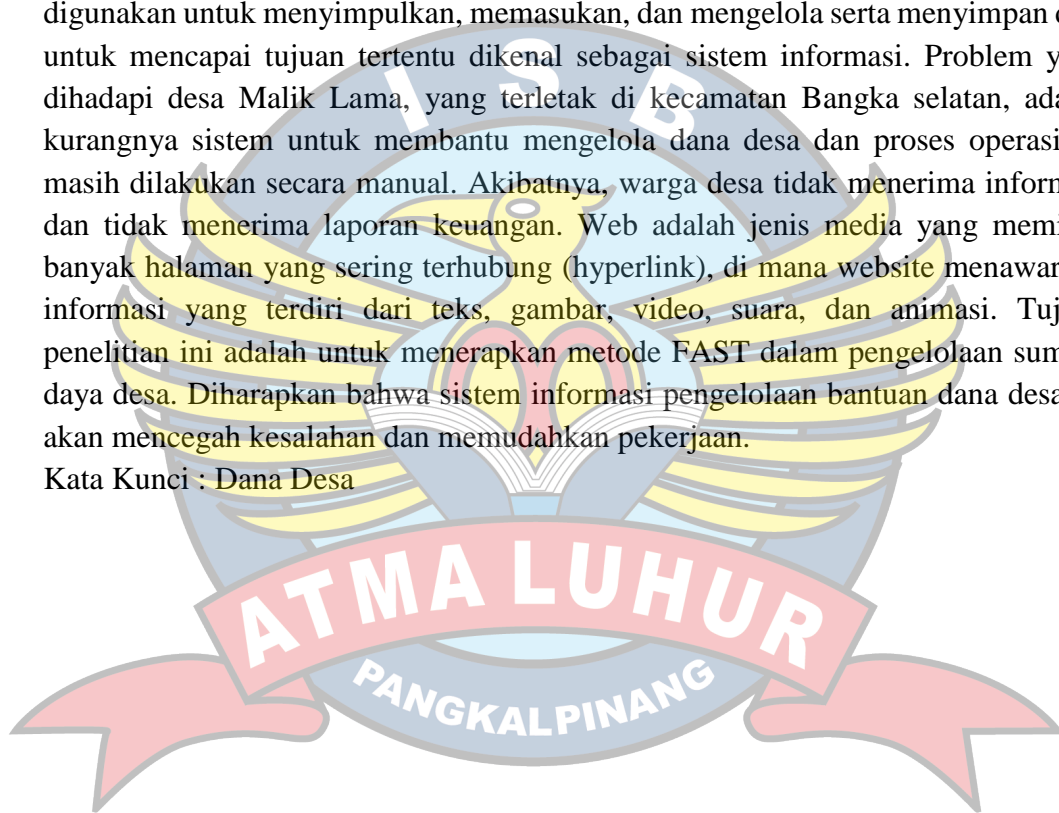 digunakan untuk menyimpulkan, memasukan, dan mengelola serta menyimpan
untuk mencapai tujuan tertentu dikenal sebagai sistem informasi. Problem
dihadapi desa Malik Lama, yang terletak di kecamatan Bangka selatan,
kurangnya sistem untuk membantu mengelola dana desa dan proses
masih dilakukan secara manual. Akibatnya, warga desa tidak menerima
dan tidak menerima laporan keuangan. Web adalah jenis media yang
banyak halaman yang sering terhubung (hyperlink), di mana website
informasi yang terdiri dari teks, gambar, video, suara, dan animasi.
penelitian ini adalah untuk menerapkan metode FAST dalam pengelolaan
daya desa. Diharapkan bahwa sistem informasi pengelolaan bantuan dana desa
akan mencegah kesalahan dan memudahkan pekerjaan.
Kata Kunci : Dana Desa
I S B
ATMA LUHUR
PANGKALPINANG